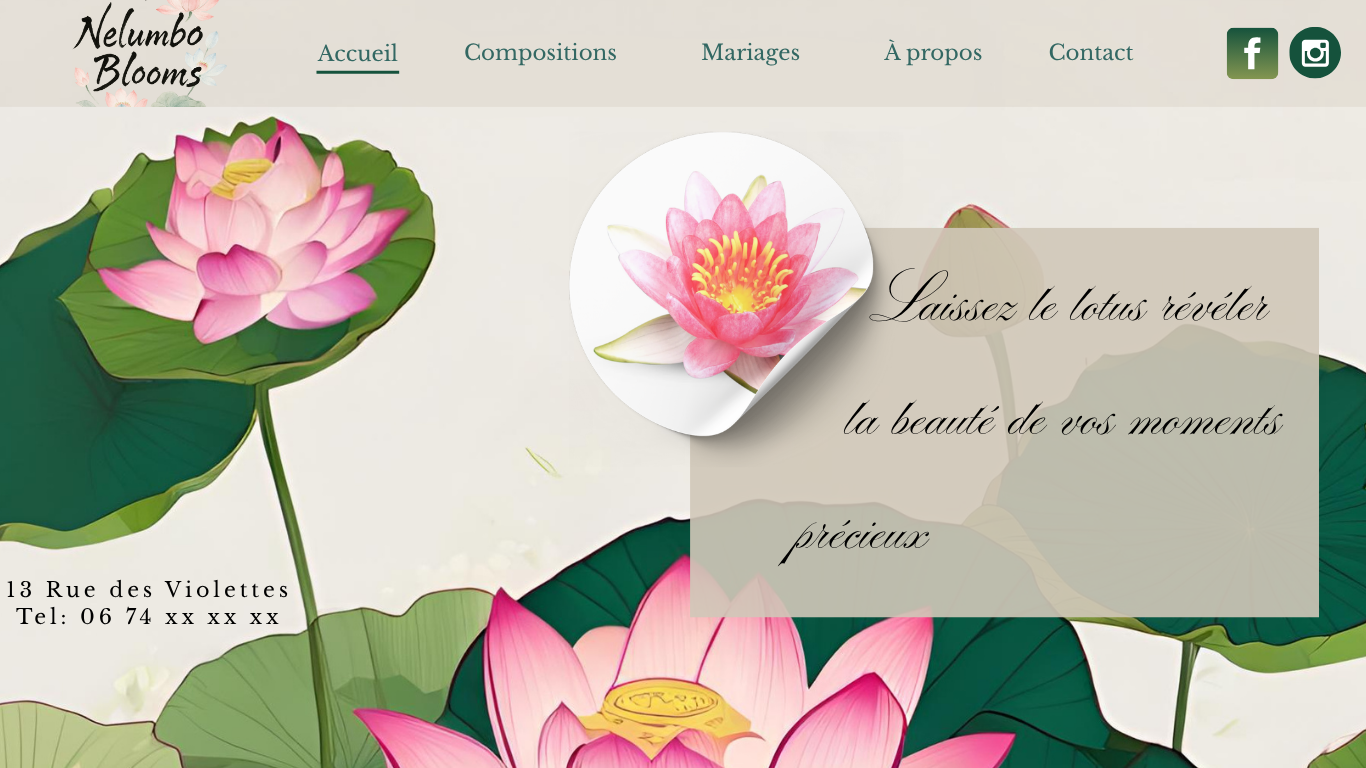 Nelumbo
Blooms
Accueil
Compositions
Mariages
À propos
Contact
Laissez le lotus révéler
la beauté de vos moments
précieux
13 Rue des Violettes
Tel: 06 74 xx xx xx